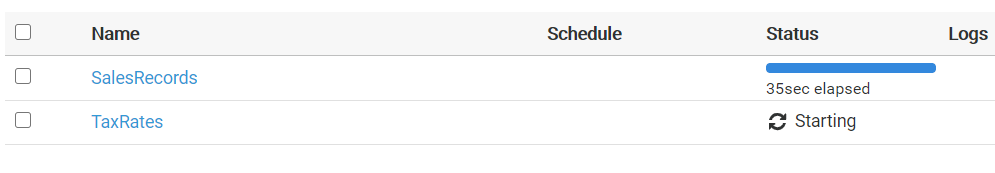 Name Schedule Status Logs
SalesRecords
35sec elapsed
TaxRates Starting